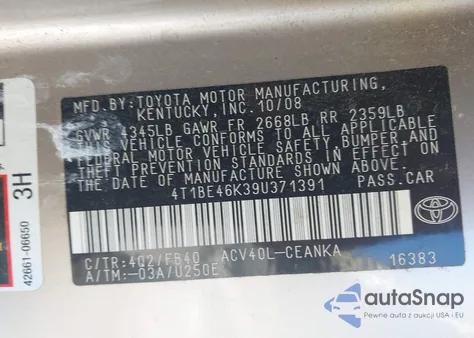 MFD.BY: TOYOTA MOTOR MANUFACTURING,
KENTUCKY, INC. 10/08
GVWR 4345LB GAWR FR 2668LB RR 2359LB
THIS VEHICLE CONFORMS TO ALL APPLICABLE
FEDERAL MOTOR VEHICLE SAFETY, BUMPER AND
THEFT PREVENTION STANDARDS IN EFFECT ON
THE DATE OF MANUFACTURE SHOWN ABOVE.
4T1BE46K39U371391 PASS.CAR
C/TR:4Q2/FB40 ACV40L-CEANKA
A/TM:-03A/U250E 16383
TOYOTA
3H
42661-06650
autoSnap
Pewne auta z aukcji USA i EU